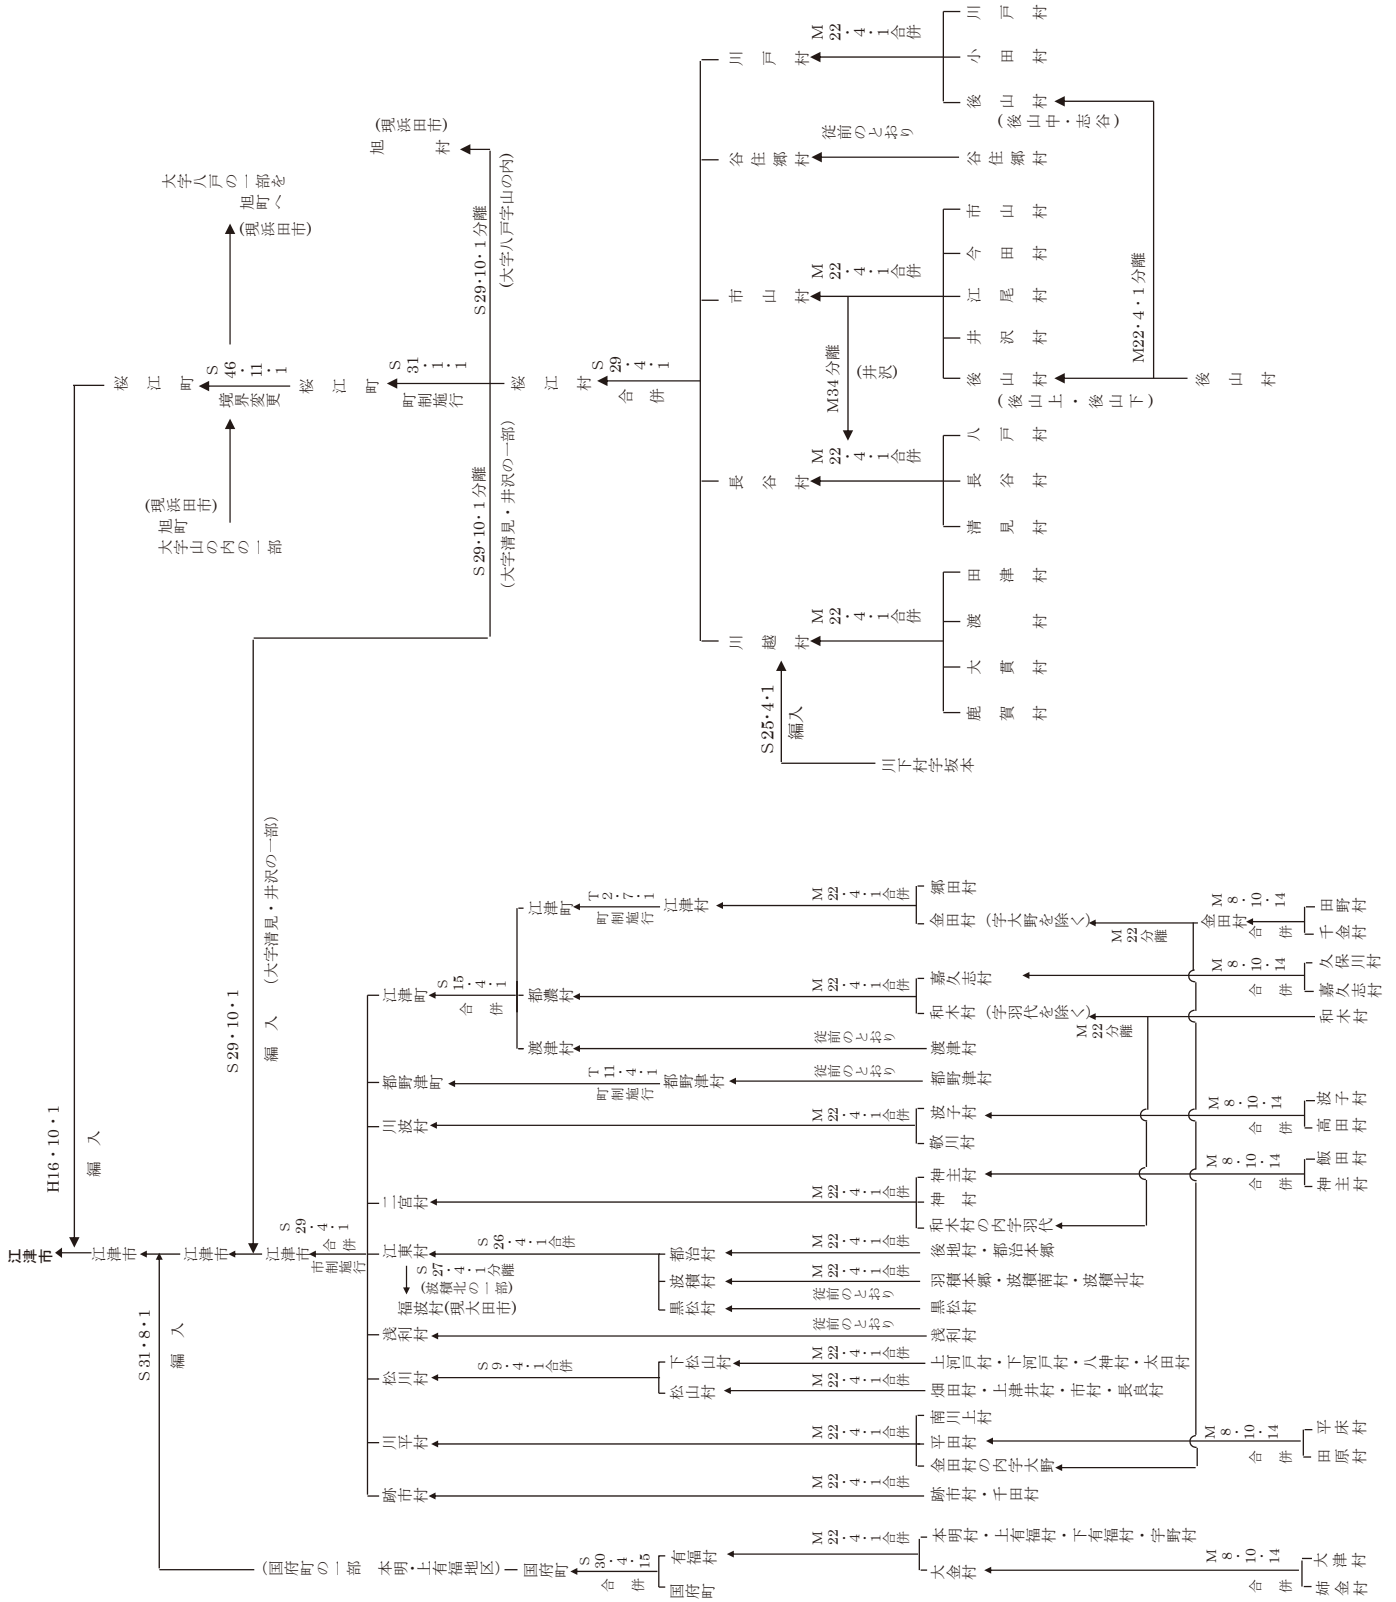 江津市
H16・10・1
編入
江津市
S31・8・1
編入
江津市
S29・10・1
編入 (大字清見・井沢の一部)
江津市
S29・4・1
合併
市制施行
江津町
都野津町
川波村
二宮村
江東村
浅利村
松川村
川平村
跡市村
S27・4・1分離
(波積北の一部)
福波村(現大田市)
S15・4・1
合併
江津町
都濃村
渡津村
T2・7・1
町制施行
江津村
M22・4・1合併
郷田村
金田村(字大野を除く)
M22分離
金田村
M8・10・14
合併
田野村
千金村
M22・4・1合併
嘉久志村
和木村(字羽代を除く)
M22分離
M8・10・14
合併
久保川村
嘉久志村
和木村
従前のとおり
渡津村
T11・4・1
町制施行
都野津村
従前のとおり
都野津村
M22・4・1合併
波子村
敬川村
M8・10・14
合併
波子村
高田村
M22・4・1合併
神主村
神村
和木村の内字羽代
M8・10・14
合併
飯田村
神主村
S26・4・1合併
都治村
波積村
黒松村
M22・4・1合併
後地村・都治本郷
M22・4・1合併
羽積本郷・波積南村・波積北村
従前のとおり
黒松村
従前のとおり
浅利村
S9・4・1合併
下松山村
松山村
M22・4・1合併
上河戸村・下河戸村・八神村・太田村
M22・4・1合併
畑田村・上津井村・市村・長良村
M22・4・1合併
南川上村
平田村
金田村の内字大野
M8・10・14
合併
平床村
田原村
M22・4・1合併
跡市村・千田村
(国府町の一部 本明・上有福地区)
国府町
S30・4・15
合併
有福村
国府町
M22・4・1合併
本明村・上有福村・下有福村・宇野村
大金村
M8・10・14
合併
大津村
姉金村
桜江町
S46・11・1
境界変更
大字八戸の一部を
旭町へ
(現浜田市)
(現浜田市)
旭町
大字山の内の一部
桜江町
S31・1・1
町制施行
桜江村
S29・10・1分離
(大字八戸字山の内)
(現浜田市)
旭村
S29・10・1分離
(大字清見・井沢の一部)
S29・4・1
合併
川戸村
谷住郷村
市山村
長谷村
川越村
M22・4・1合併
川戸村
小田村
後山村
(後山中・志谷)
従前のとおり
谷住郷村
M22・4・1合併
市山村
今田村
江尾村
井沢村
後山村
(後山上・後山下)
M22・4・1分離
後山村
M34分離
(井沢)
M22・4・1合併
八戸村
長谷村
清見村
M22・4・1合併
田津村
渡村
大貫村
鹿賀村
S25・4・1
編入
川下村字坂本